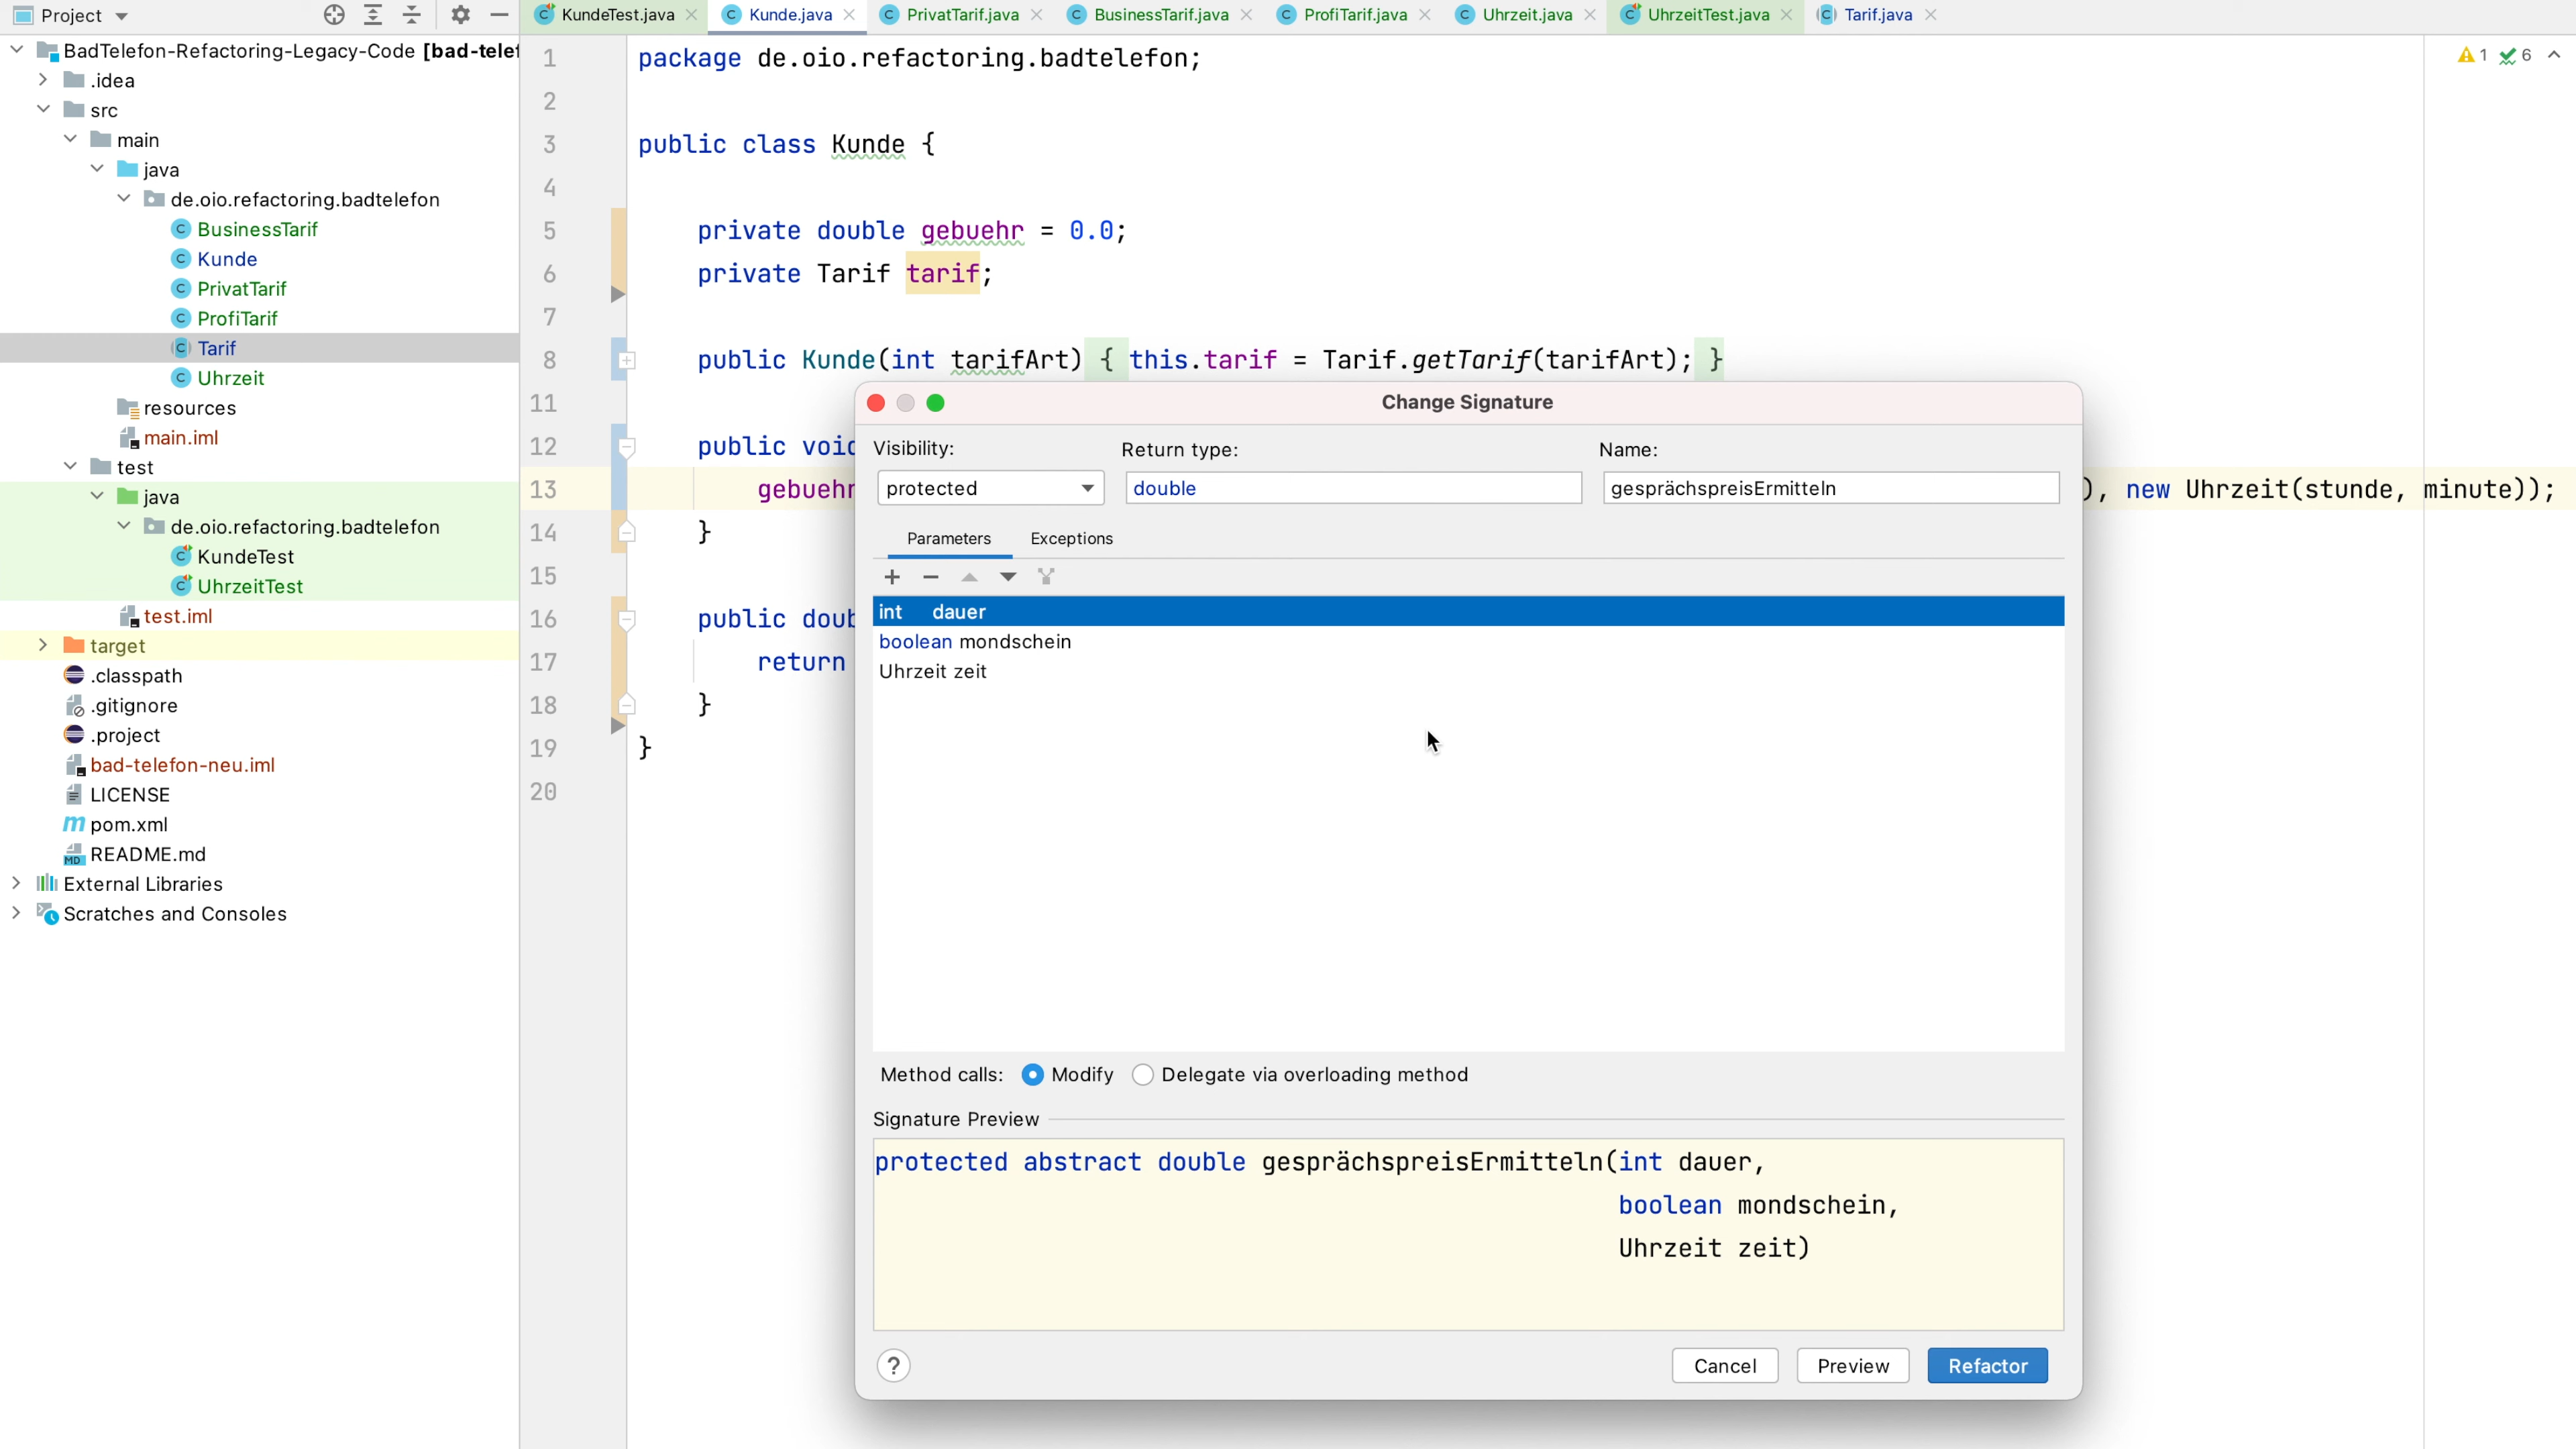 Project
KundeTest.java
Kunde.java
PrivatTarif.java
BusinessTarif.java
ProfiTarif.java
Uhrzeit.java
UhrzeitTest.java
Tarif.java
BadTelefon-Refactoring-Legacy-Code [bad-telef
.idea
src
main
java
de.oio.refactoring.badtelefon
BusinessTarif
Kunde
PrivatTarif
ProfiTarif
Tarif
Uhrzeit
resources
main.iml
test
java
de.oio.refactoring.badtelefon
KundeTest
UhrzeitTest
test.iml
target
.classpath
.gitignore
.project
bad-telefon-neu.iml
LICENSE
pom.xml
README.md
External Libraries
Scratches and Consoles
1 package de.oio.refactoring.badtelefon;
1 6
2
3 public class Kunde {
4
5 private double gebuehr = 0.0;
6 private Tarif tarif;
7
8 public Kunde(int tarifArt) { this.tarif = Tarif.getTarif(tarifArt); }
11
12 public void
13 gebuehr ), new Uhrzeit(stunde, minute));
14 }
15
16 public doub
17 return
18 }
19 }
20
Change Signature
Visibility: Return type: Name:
protected double gesprächspreisErmitteln
Parameters Exceptions
int dauer
boolean mondschein
Uhrzeit zeit
Method calls: Modify Delegate via overloading method
Signature Preview
protected abstract double gesprächspreisErmitteln(int dauer,
boolean mondschein,
Uhrzeit zeit)
? Cancel Preview Refactor